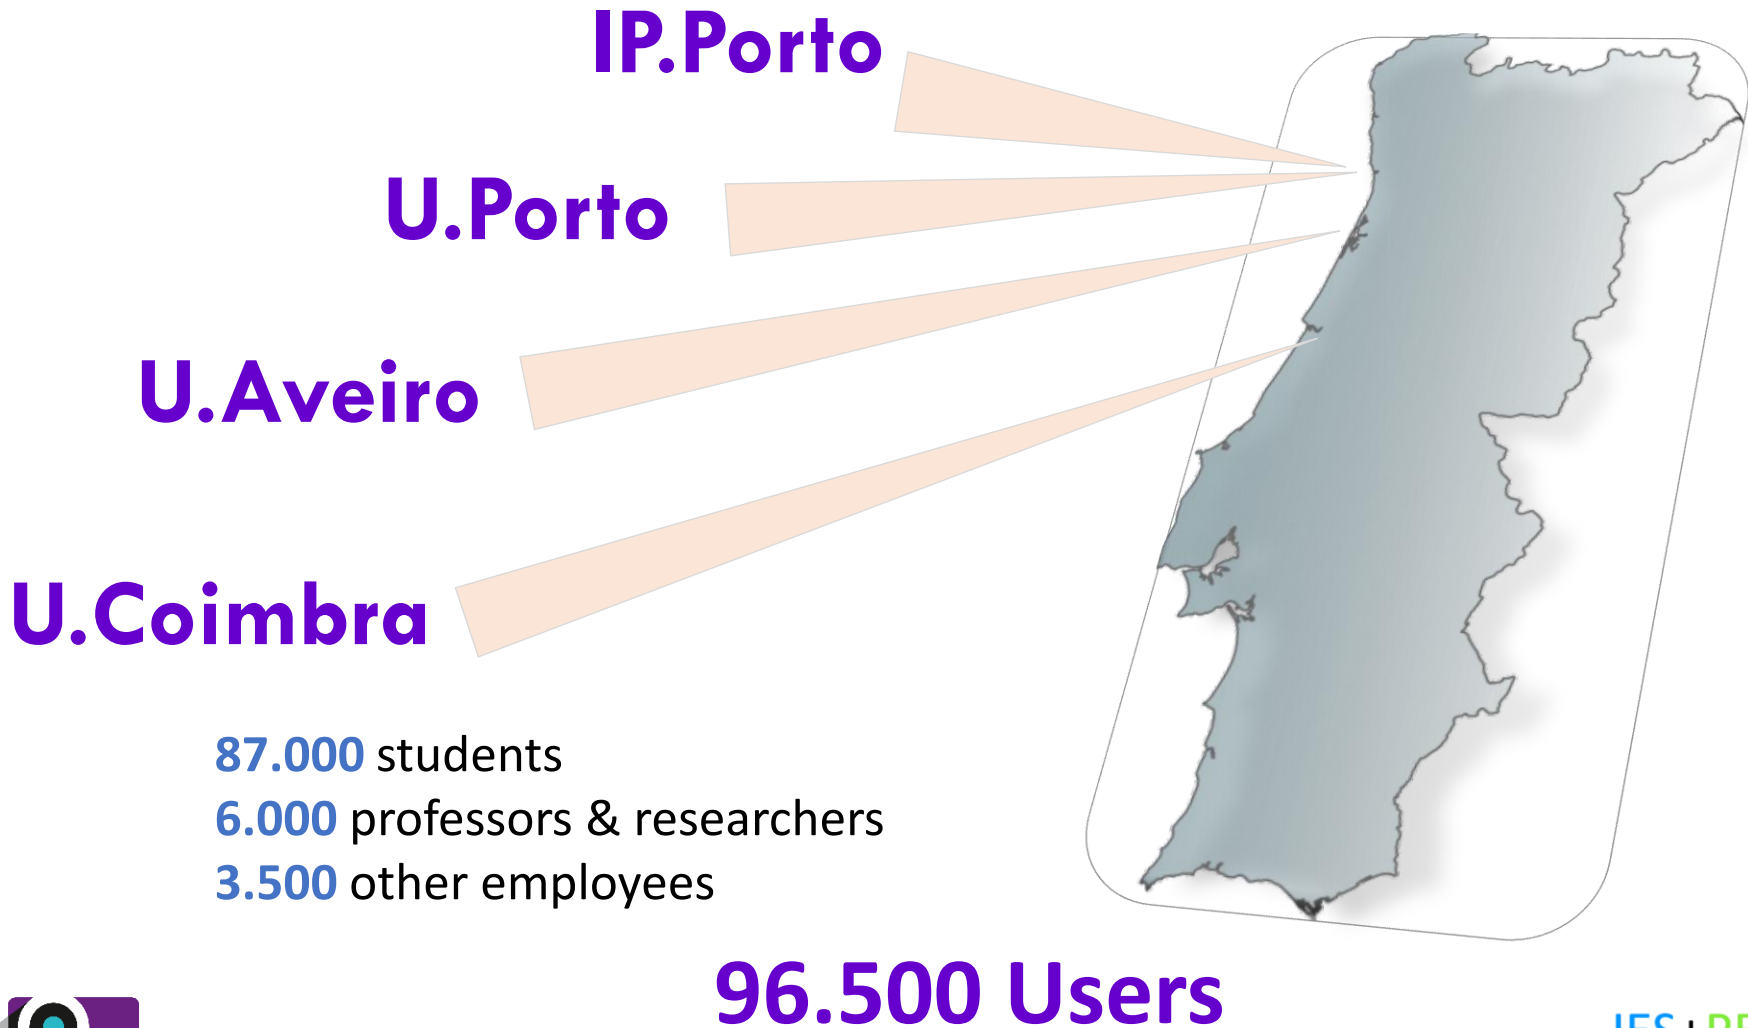 IP.Porto
U.Porto
U.Aveiro
U.Coimbra
87.000 students
6.000 professors & researchers
3.500 other employees
96.500 Users